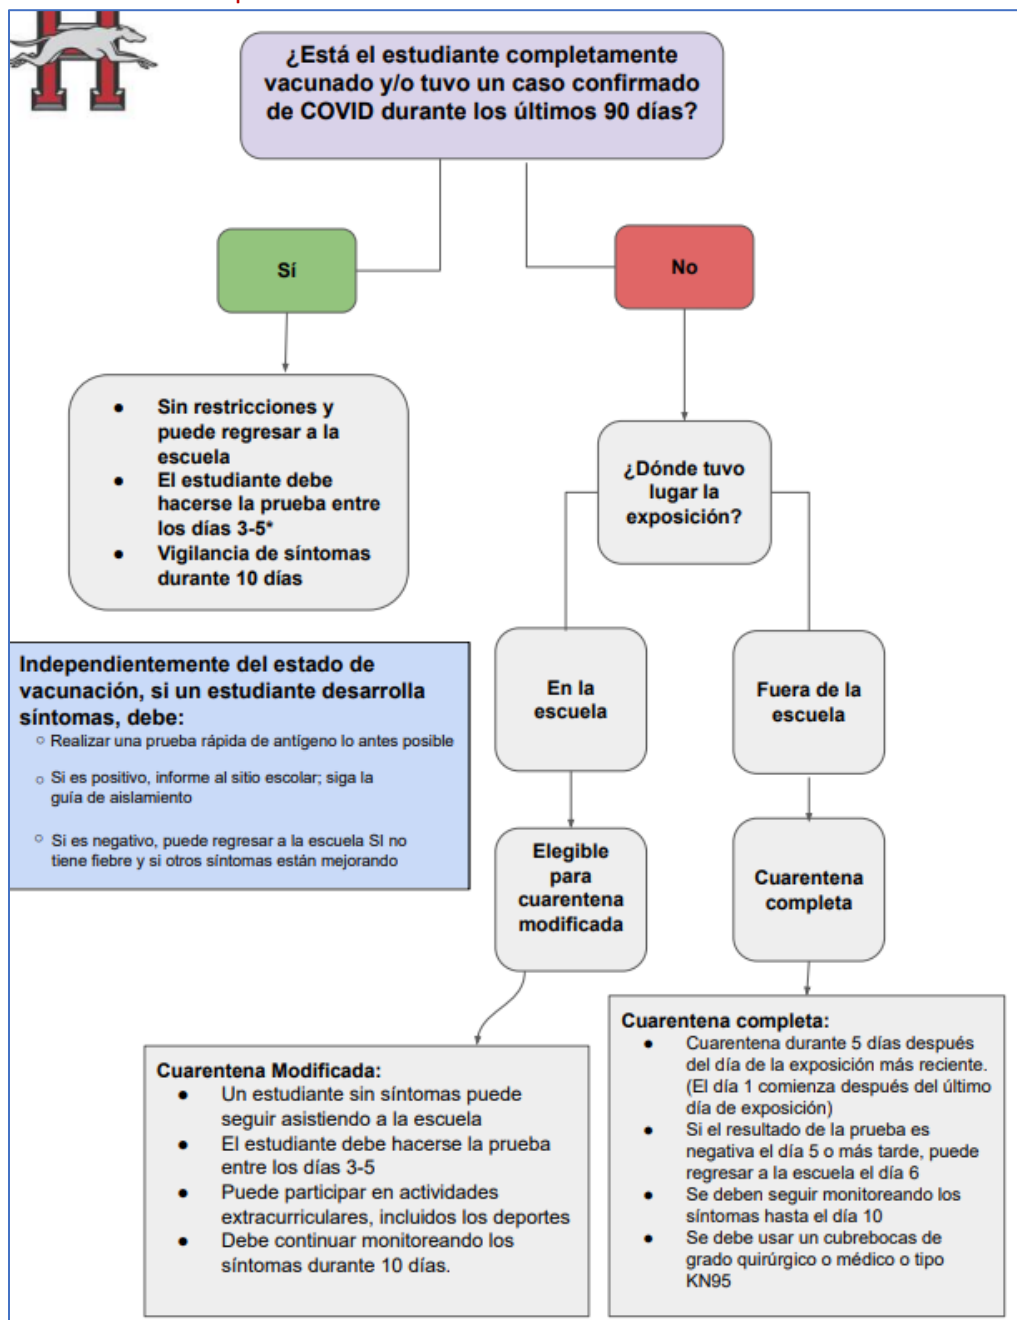 ¿Está el estudiante completamente
vacunado y/o tuvo un caso confirmado
de COVID durante los últimos 90 días?
Sí
No
● Sin restricciones y
puede regresar a la
escuela
● El estudiante debe
hacerse la prueba entre
los días 3-5*
● Vigilancia de síntomas
durante 10 días
¿Dónde tuvo
lugar la
exposición?
Independientemente del estado de
vacunación, si un estudiante desarrolla
síntomas, debe:
○ Realizar una prueba rápida de antígeno lo antes posible
○ Si es positivo, informe al sitio escolar; siga la
guía de aislamiento
○ Si es negativo, puede regresar a la escuela SI no
tiene fiebre y si otros síntomas están mejorando
En la
escuela
Fuera de la
escuela
Elegible
para
cuarentena
modificada
Cuarentena
completa
Cuarentena Modificada:
● Un estudiante sin síntomas puede
seguir asistiendo a la escuela
● El estudiante debe hacerse la prueba
entre los días 3-5
● Puede participar en actividades
extracurriculares, incluidos los deportes
● Debe continuar monitoreando los
síntomas durante 10 días.
Cuarentena completa:
● Cuarentena durante 5 días después
del día de la exposición más reciente.
(El día 1 comienza después del último
día de exposición)
● Si el resultado de la prueba es
negativa el día 5 o más tarde, puede
regresar a la escuela el día 6
● Se deben seguir monitoreando los
síntomas hasta el día 10
● Se debe usar un cubrebocas de
grado quirúrgico o médico o tipo
KN95